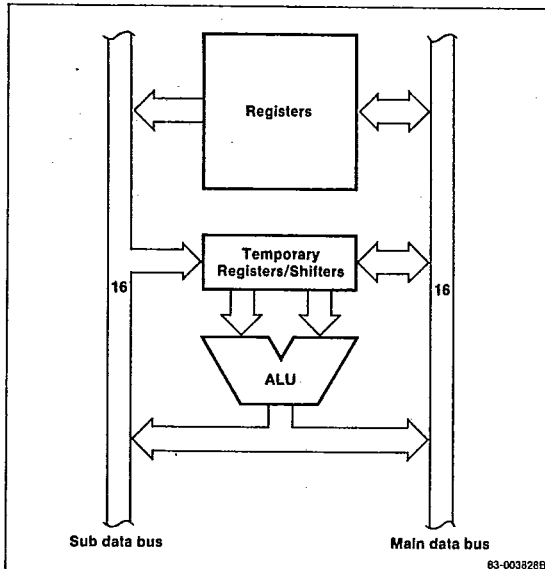 Registers
Temporary
Registers/Shifters
16
16
ALU
Sub data bus
Main data bus
83-003828B